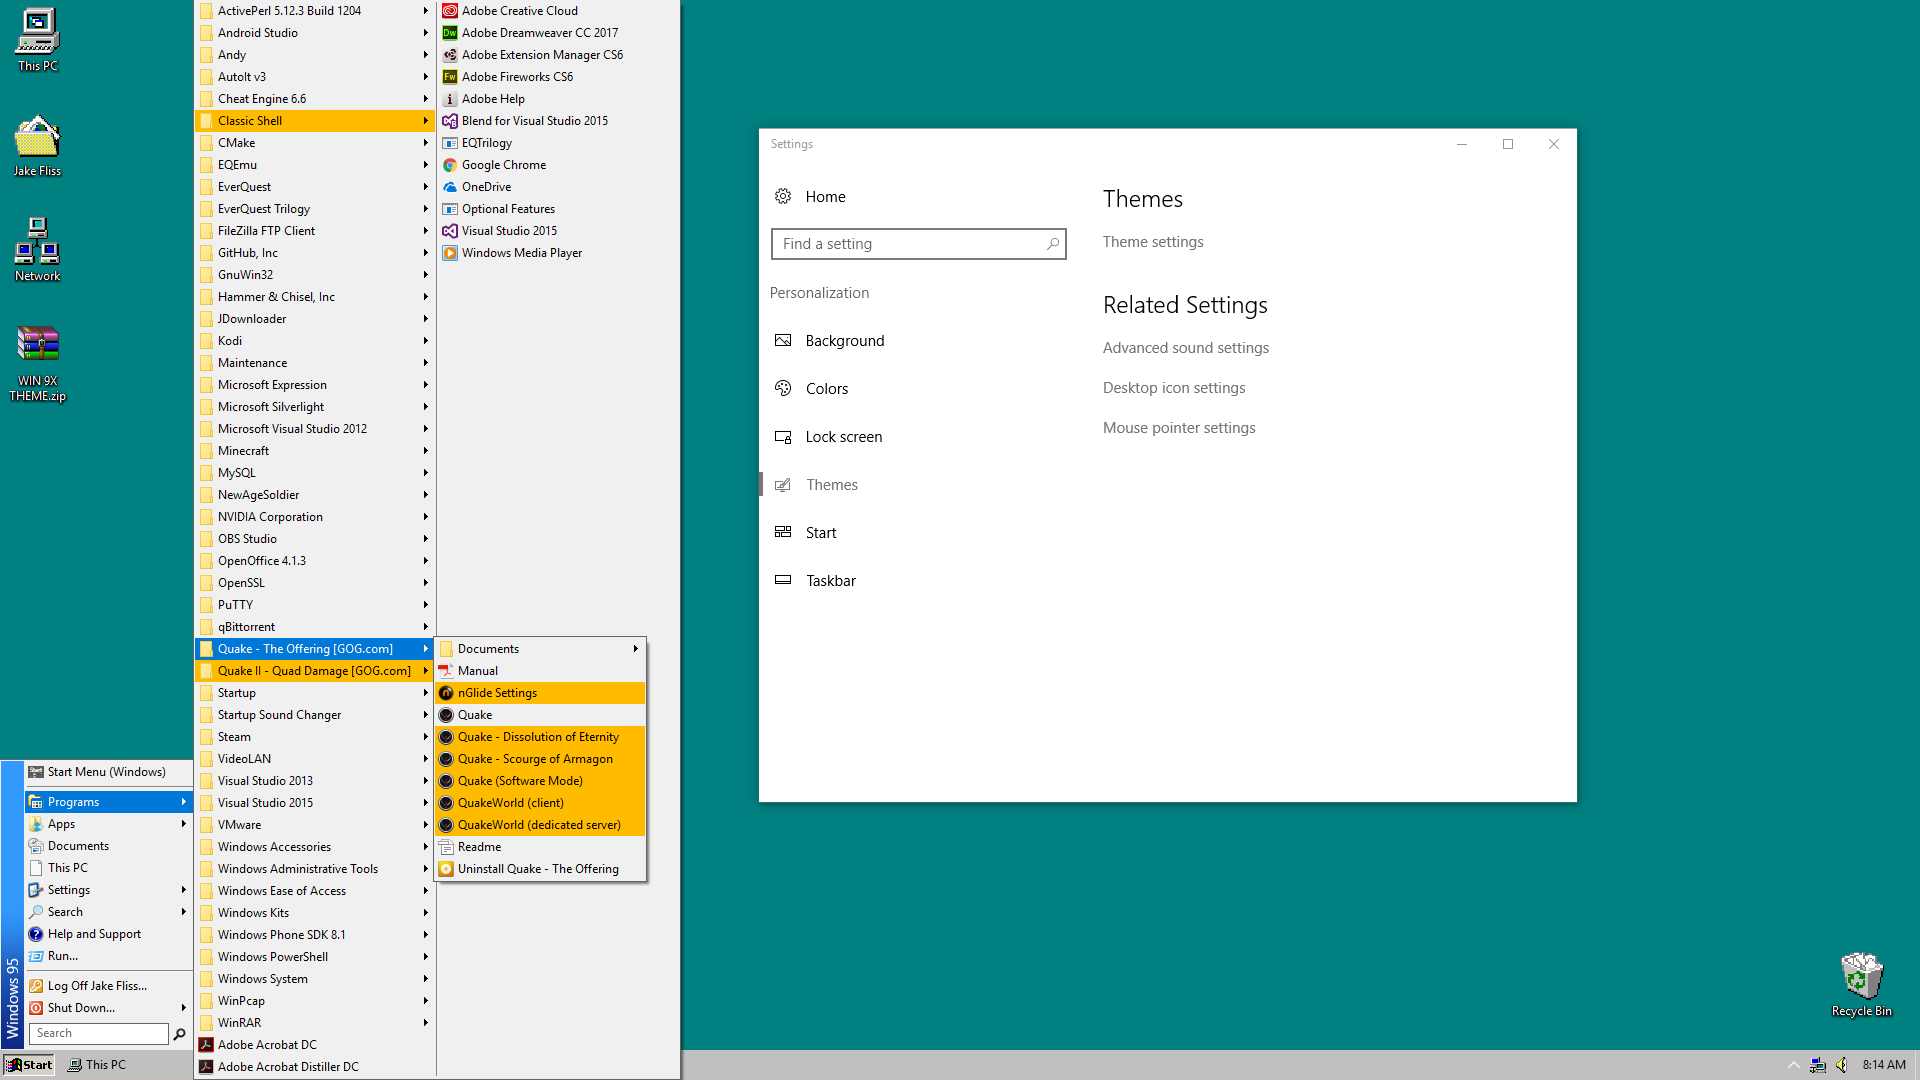 This PC
Jake Fliss
Network
WIN 9X
THEME.zip
ActivePerl 5.12.3 Build 1204
Android Studio
Andy
AutoIt v3
Cheat Engine 6.6
Classic Shell
CMake
EQEmu
EverQuest
EverQuest Trilogy
FileZilla FTP Client
GitHub, Inc
GnuWin32
Hammer & Chisel, Inc
JDownloader
Kodi
Maintenance
Microsoft Expression
Microsoft Silverlight
Microsoft Visual Studio 2012
Minecraft
MySQL
NewAgeSoldier
NVIDIA Corporation
OBS Studio
OpenOffice 4.1.3
OpenSSL
PuTTY
qBittorrent
Quake - The Offering [GOG.com]
Quake II - Quad Damage [GOG.com]
Startup
Startup Sound Changer
Steam
VideoLAN
Visual Studio 2013
Visual Studio 2015
VMware
Windows Accessories
Windows Administrative Tools
Windows Ease of Access
Windows Kits
Windows Phone SDK 8.1
Windows PowerShell
Windows System
WinPcap
WinRAR
Adobe Acrobat DC
Adobe Acrobat Distiller DC
Adobe Creative Cloud
Dw Adobe Dreamweaver CC 2017
Adobe Extension Manager CS6
Fw Adobe Fireworks CS6
Adobe Help
Blend for Visual Studio 2015
EQTrilogy
Google Chrome
OneDrive
Optional Features
Visual Studio 2015
Windows Media Player
Documents
Manual
nGlide Settings
Quake
Quake - Dissolution of Eternity
Quake - Scourge of Armagon
Quake (Software Mode)
QuakeWorld (client)
QuakeWorld (dedicated server)
Readme
Uninstall Quake - The Offering
Start Menu (Windows)
Programs
Apps
Documents
This PC
Settings
Search
Help and Support
Run...
Log Off Jake Fliss...
Shut Down...
Search
Windows 95
Settings
Home
Find a setting
Personalization
Background
Colors
Lock screen
Themes
Start
Taskbar
Themes
Theme settings
Related Settings
Advanced sound settings
Desktop icon settings
Mouse pointer settings
Recycle Bin
Start
This PC
8:14 AM